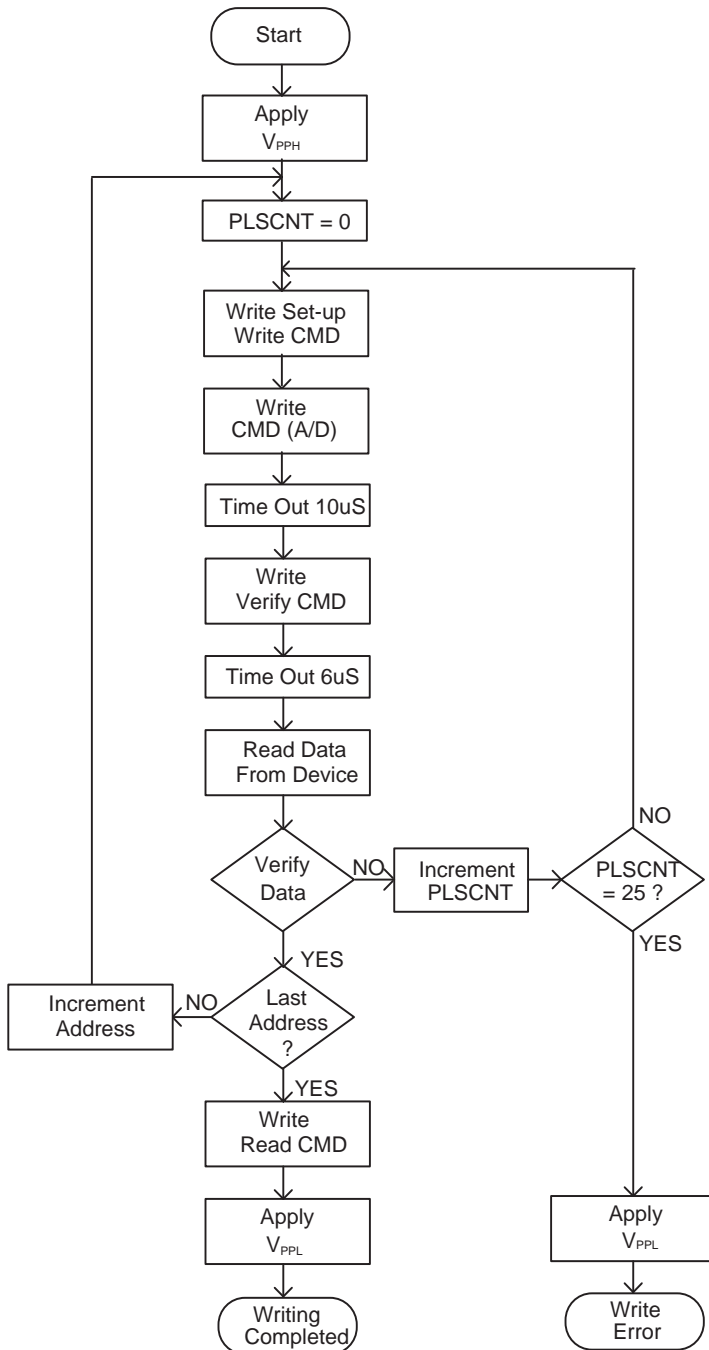 Start
Apply
VPPH
PLSCNT = 0
Write Set-up
Write CMD
Write
CMD (A/D)
Time Out 10uS
Write
Verify CMD
Time Out 6uS
Read Data
From Device
Verify
Data
NO
Increment
PLSCNT
PLSCNT
= 25 ?
NO
YES
YES
Last
Address
?
NO
Increment
Address
YES
Write
Read CMD
Apply
VPPL
Writing
Completed
Apply
VPPL
Write
Error